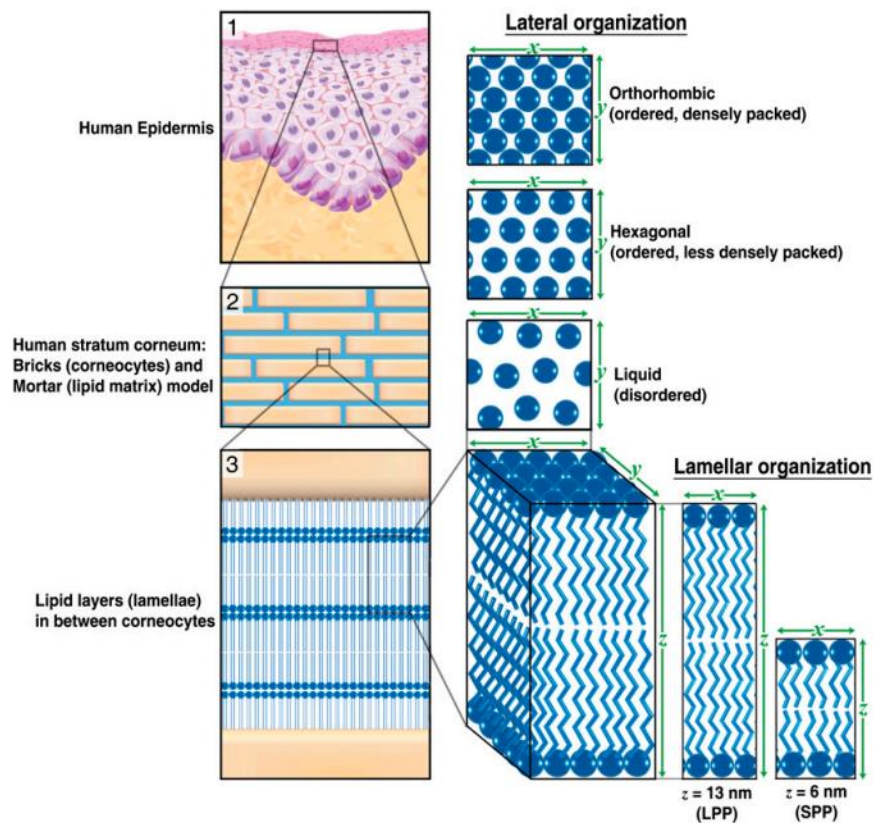 1
Human Epidermis
2
Human stratum corneum:
Bricks (corneocytes) and
Mortar (lipid matrix) model
3
Lipid layers (lamellae)
in between corneocytes
Lateral organization
x
y
Orthorhombic
(ordered, densely packed)
x
y
Hexagonal
(ordered, less densely packed)
x
y
Liquid
(disordered)
x
y
z
Lamellar organization
x
z
z = 13 nm
(LPP)
x
z
z = 6 nm
(SPP)